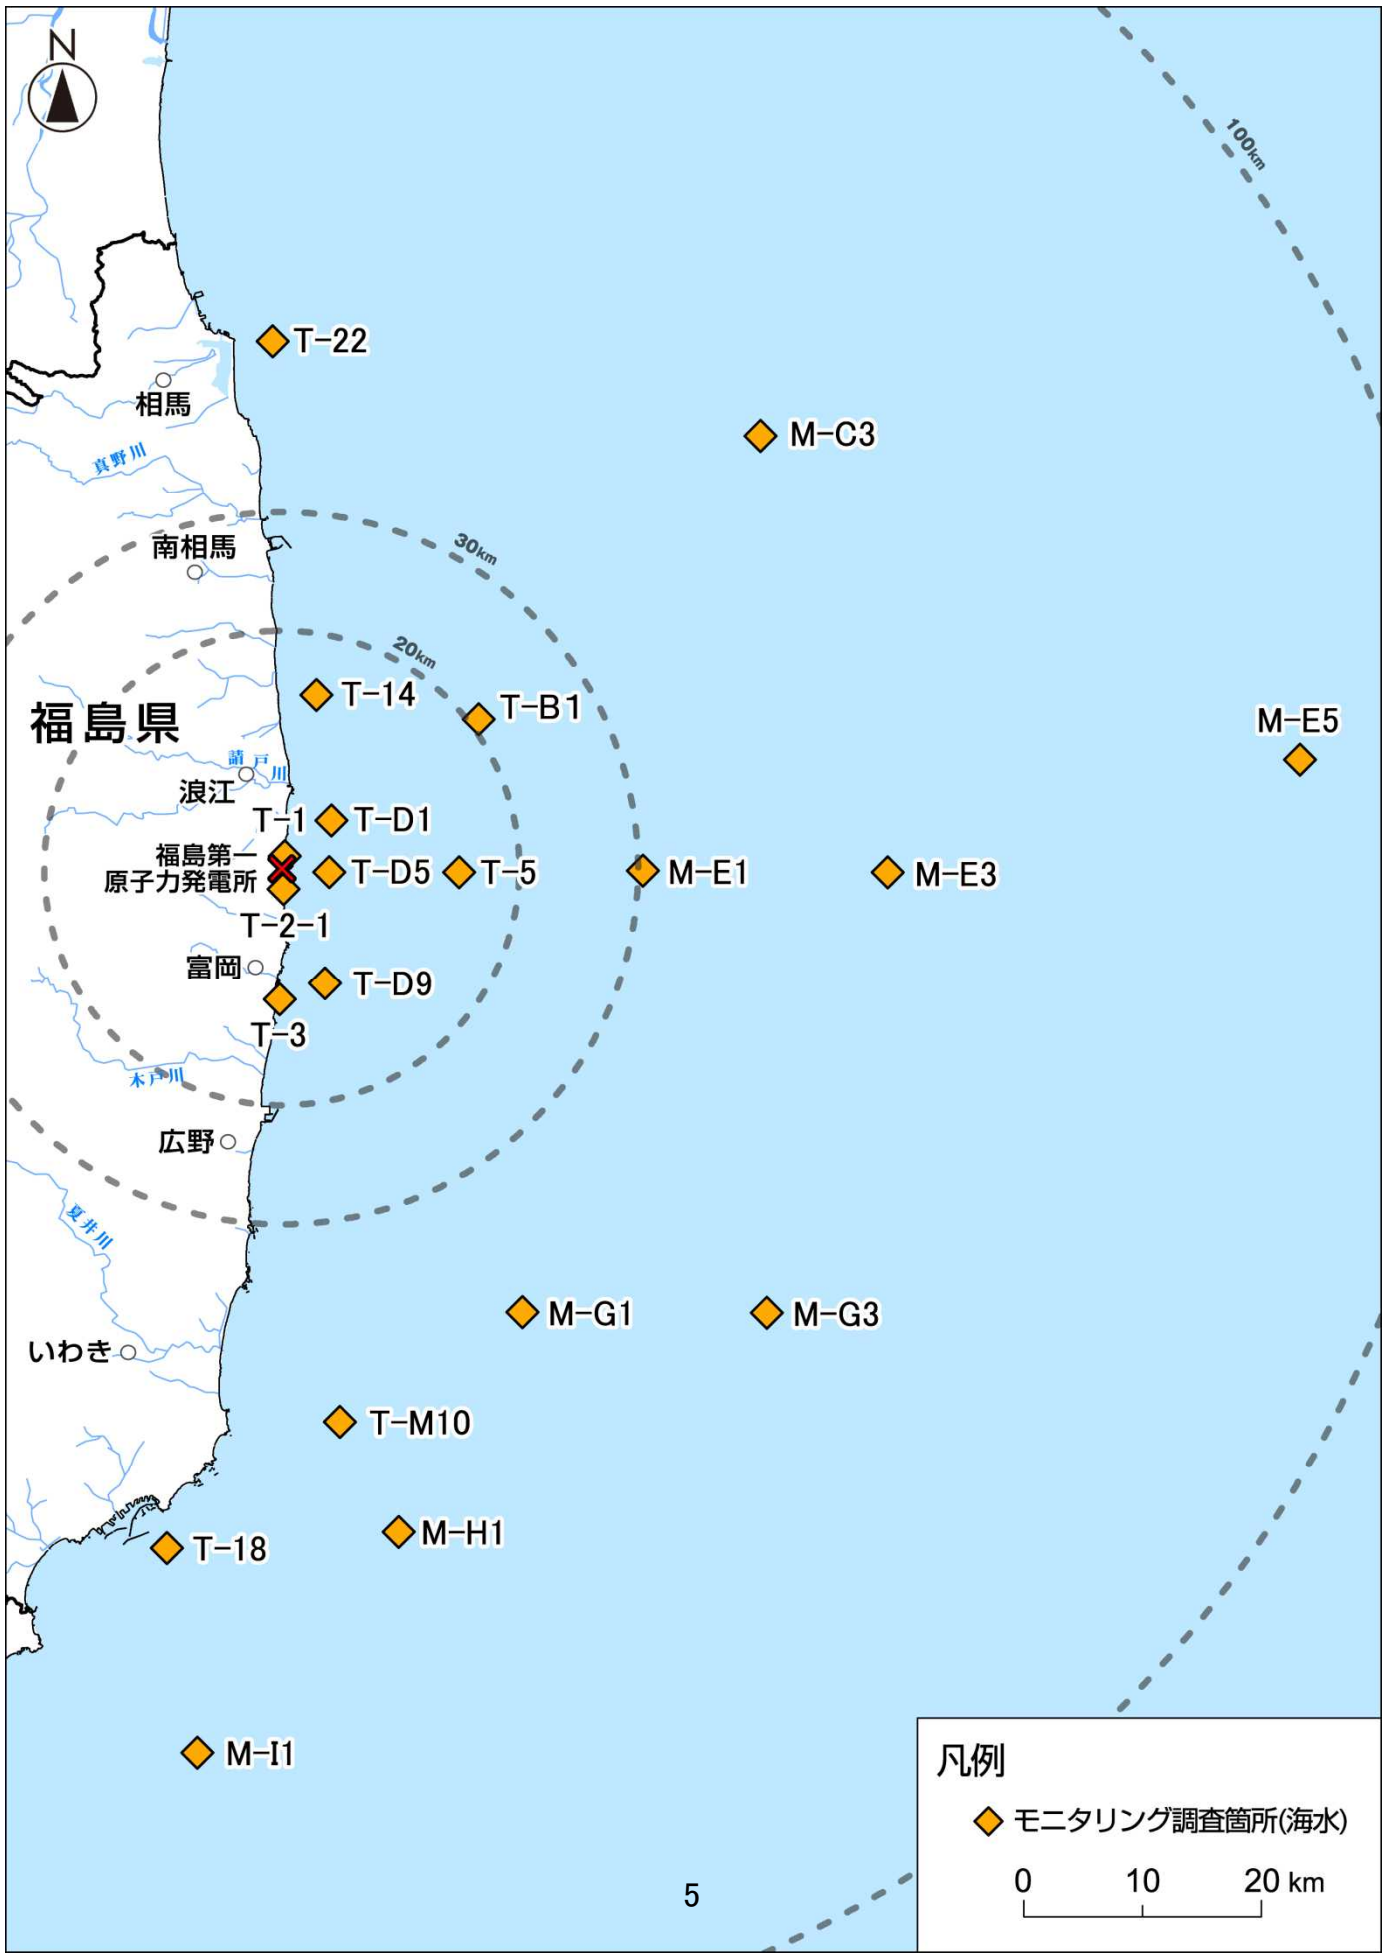 N
100km
T-22
相馬
M-C3
真野川
30km
南相馬
20km
T-14
T-B1
福島県
M-E5
請戸川
浪江
T-1
T-D1
福島第一
原子力発電所
T-D5
T-5
M-E1
M-E3
T-2-1
富岡
T-D9
T-3
木戸川
広野
夏井川
M-G1
M-G3
いわき
T-M10
M-H1
T-18
M-I1
凡例
モニタリング調査箇所(海水)
0 10 20 km
5